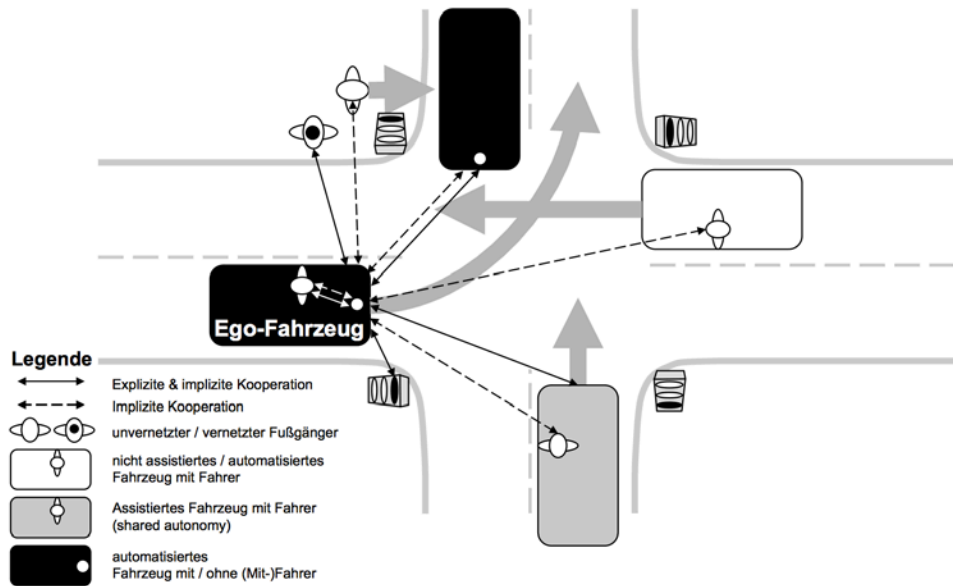 Ego-Fahrzeug
Legende
Explizite & implizite Kooperation
Implizite Kooperation
unvernetzter / vernetzter Fußgänger
nicht assistiertes / automatisiertes
Fahrzeug mit Fahrer
Assistiertes Fahrzeug mit Fahrer
(shared autonomy)
automatisiertes
Fahrzeug mit / ohne (Mit-)Fahrer